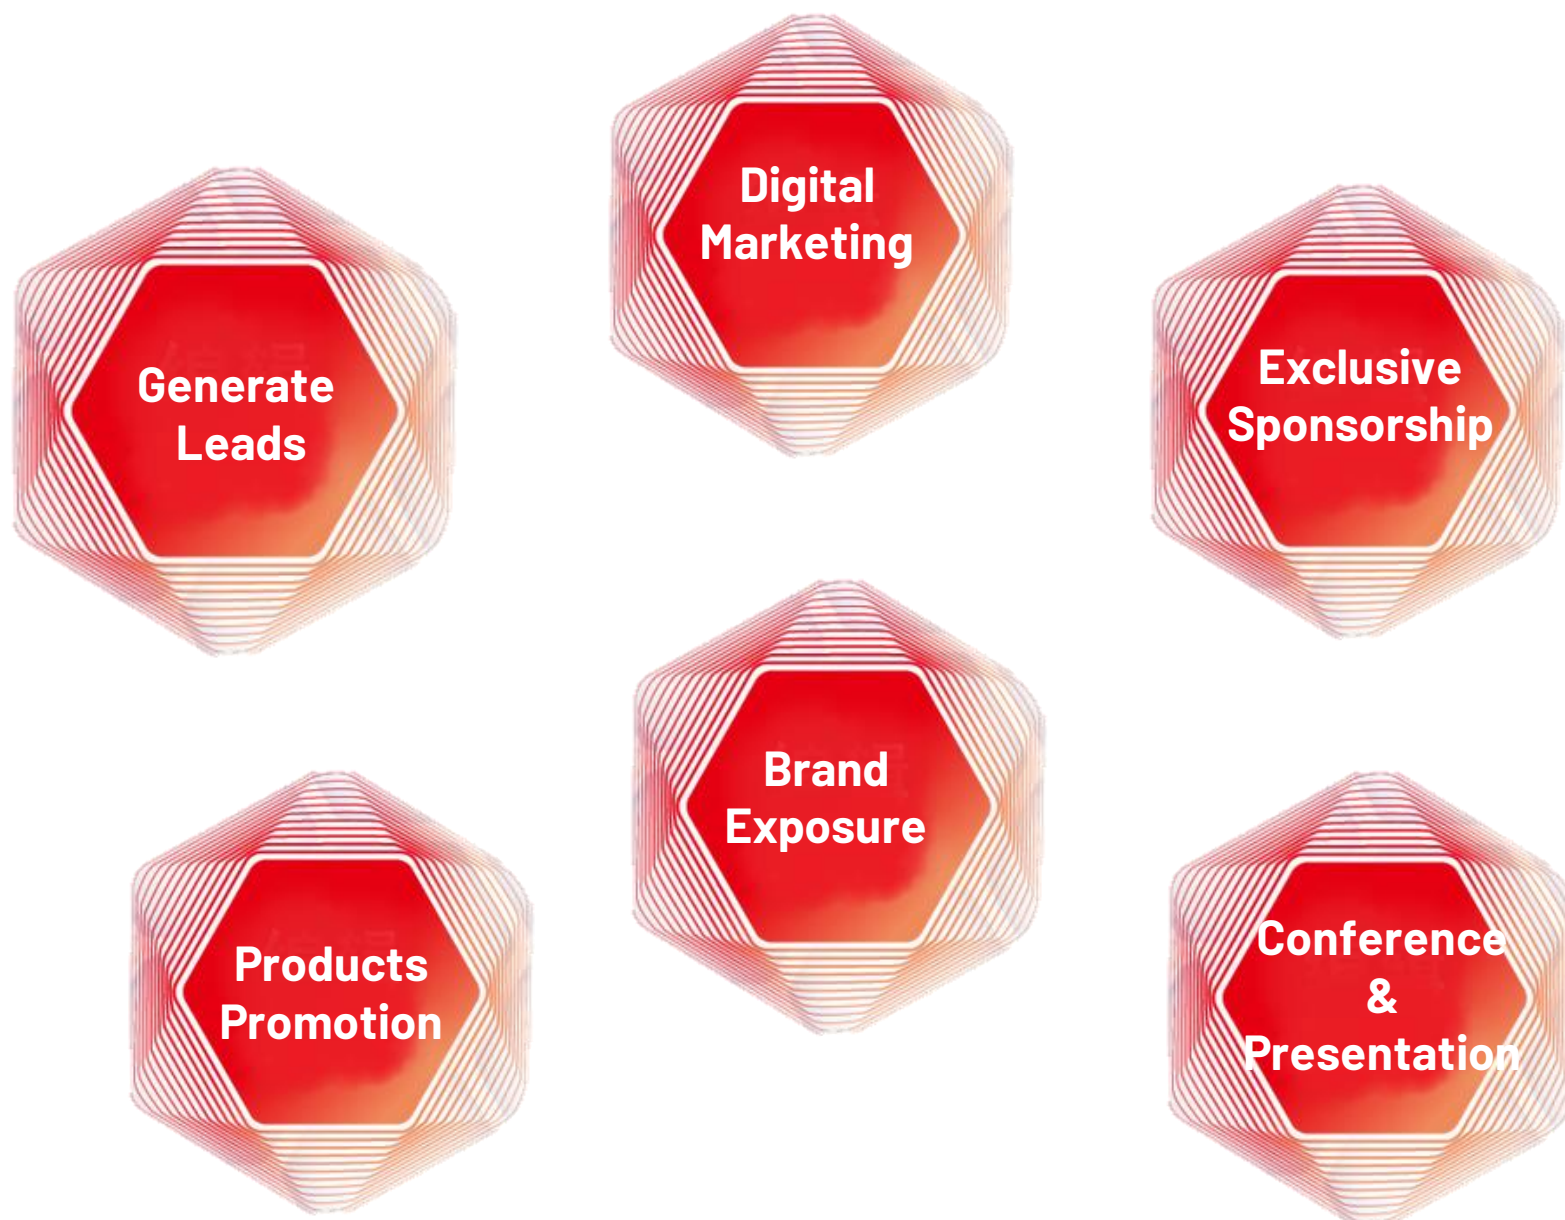 Digital
Marketing
Generate
Leads
Exclusive
Sponsorship
Brand
Exposure
Products
Promotion
Conference
&
Presentation